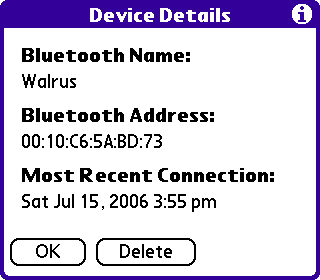 Device Details
Bluetooth Name:
Walrus
Bluetooth Address:
00:10:C6:5A:BD:73
Most Recent Connection:
Sat Jul 15, 2006 3:55 pm
OK Delete